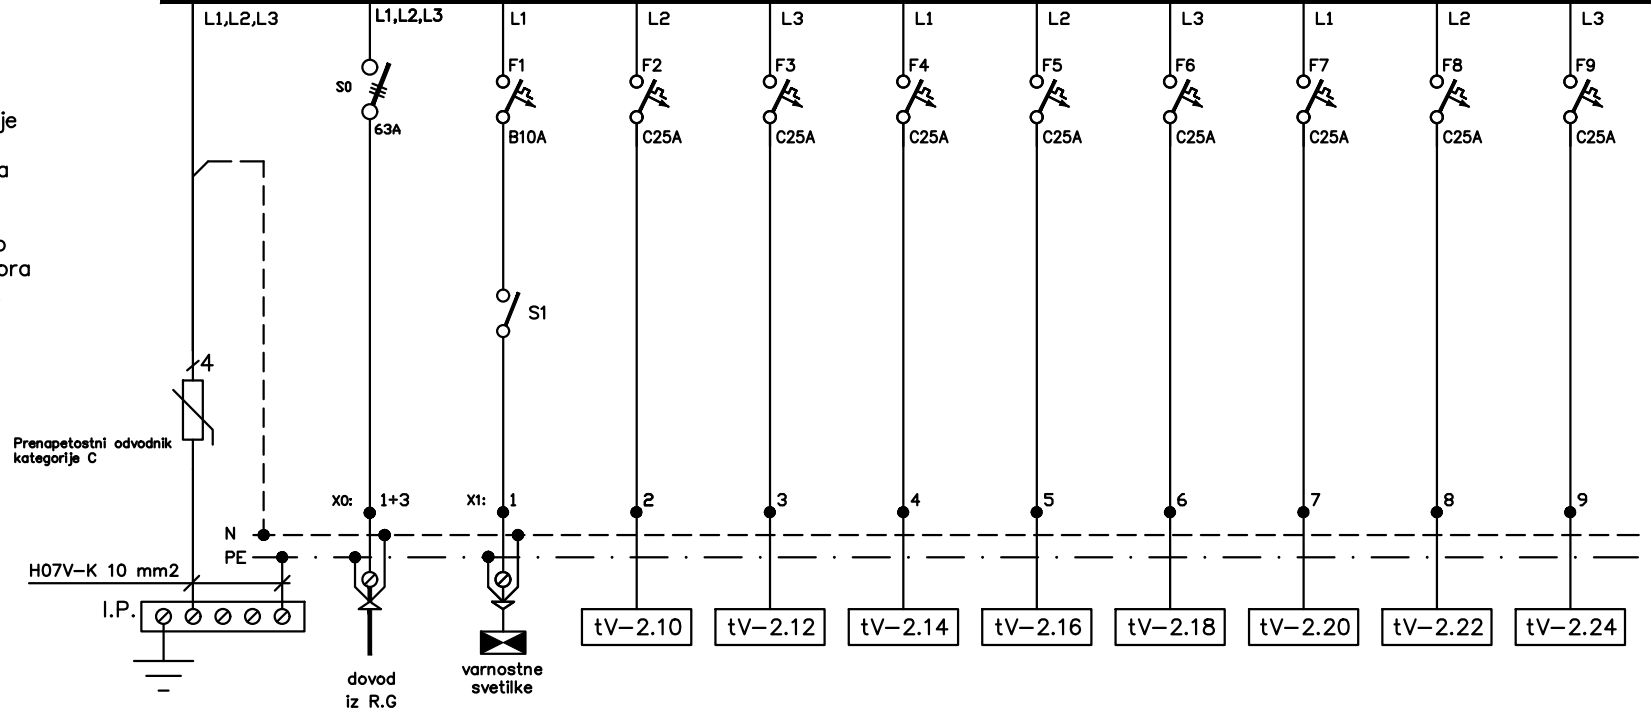 L1,L2,L3 L1,L2,L3 L1 L2 L3 L1 L2 L3 L1 L2 L3
F1 F2 F3 F4 F5 F6 F7 F8 F9
S0
63A B10A C25A C25A C25A C25A C25A C25A C25A C25A
je
a
o
ora
S1
4
Prenapetostni odvodnik
kategorije C
X0: 1+3 X1: 1 2 3 4 5 6 7 8 9
N
PE
H07V-K 10 mm2
I.P.
tV-2.10 tV-2.12 tV-2.14 tV-2.16 tV-2.18 tV-2.20 tV-2.22 tV-2.24
dovod
iz R.G
varnostne
svetilke